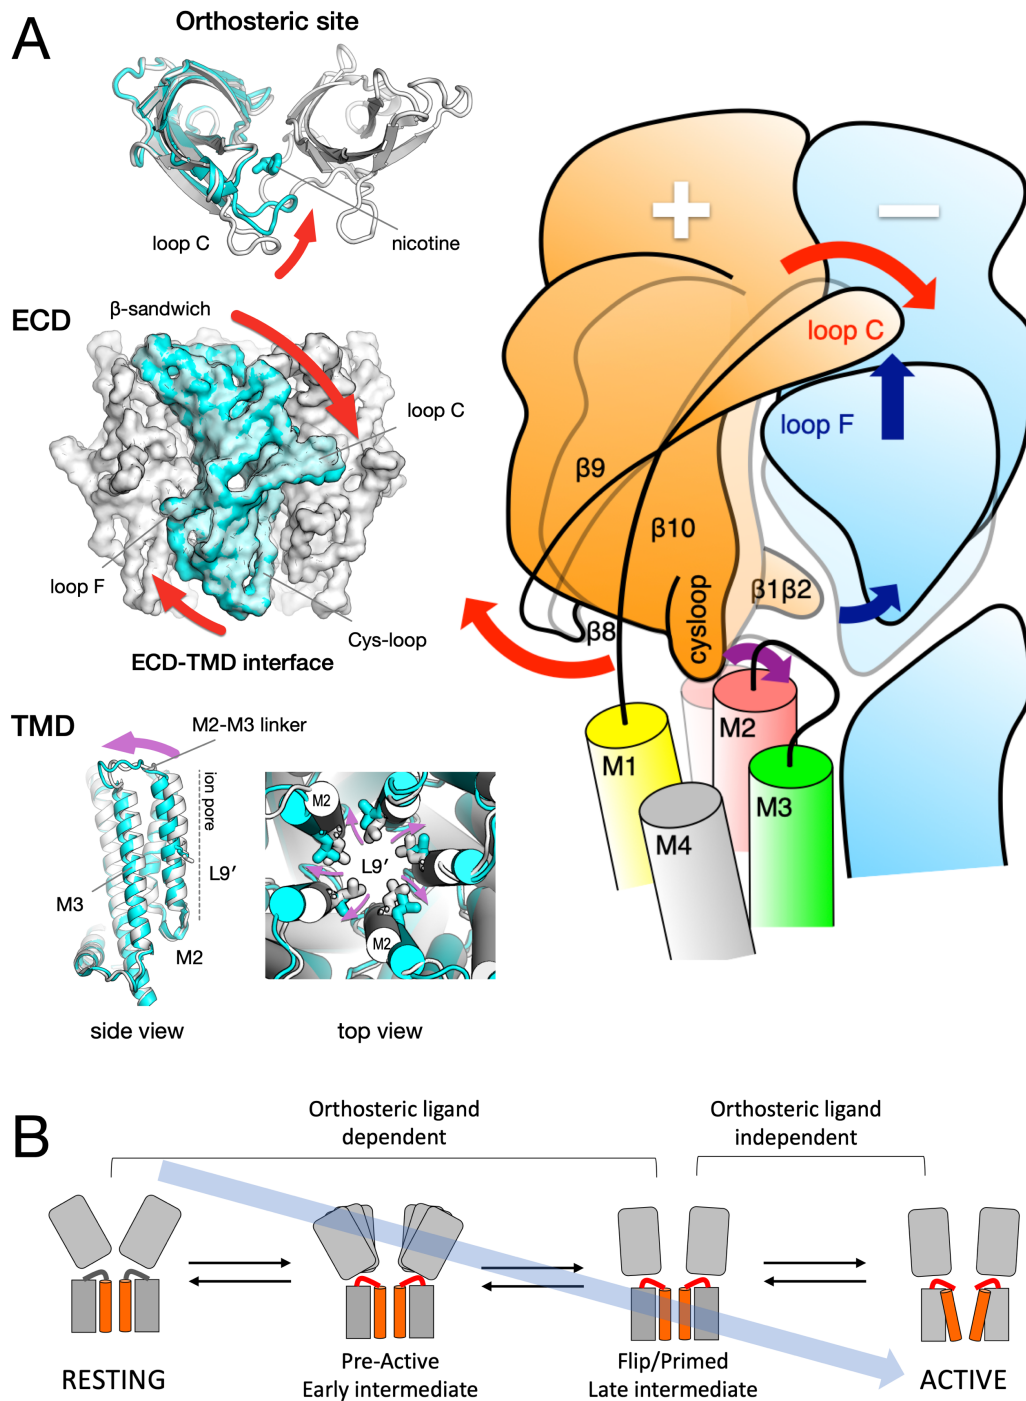 A
Orthosteric site
loop C
nicotine
ECD
β-sandwich
loop C
loop F
Cys-loop
ECD-TMD interface
TMD
M2-M3 linker
ion pore
L9′
M3
M2
side view
M2
L9′
M2
top view
+
−
loop C
loop F
β9
β10
β1β2
β8
cysloop
M2
M1
M3
M4
B
Orthosteric ligand
dependent
Orthosteric ligand
independent
RESTING
Pre-Active
Early intermediate
Flip/Primed
Late intermediate
ACTIVE